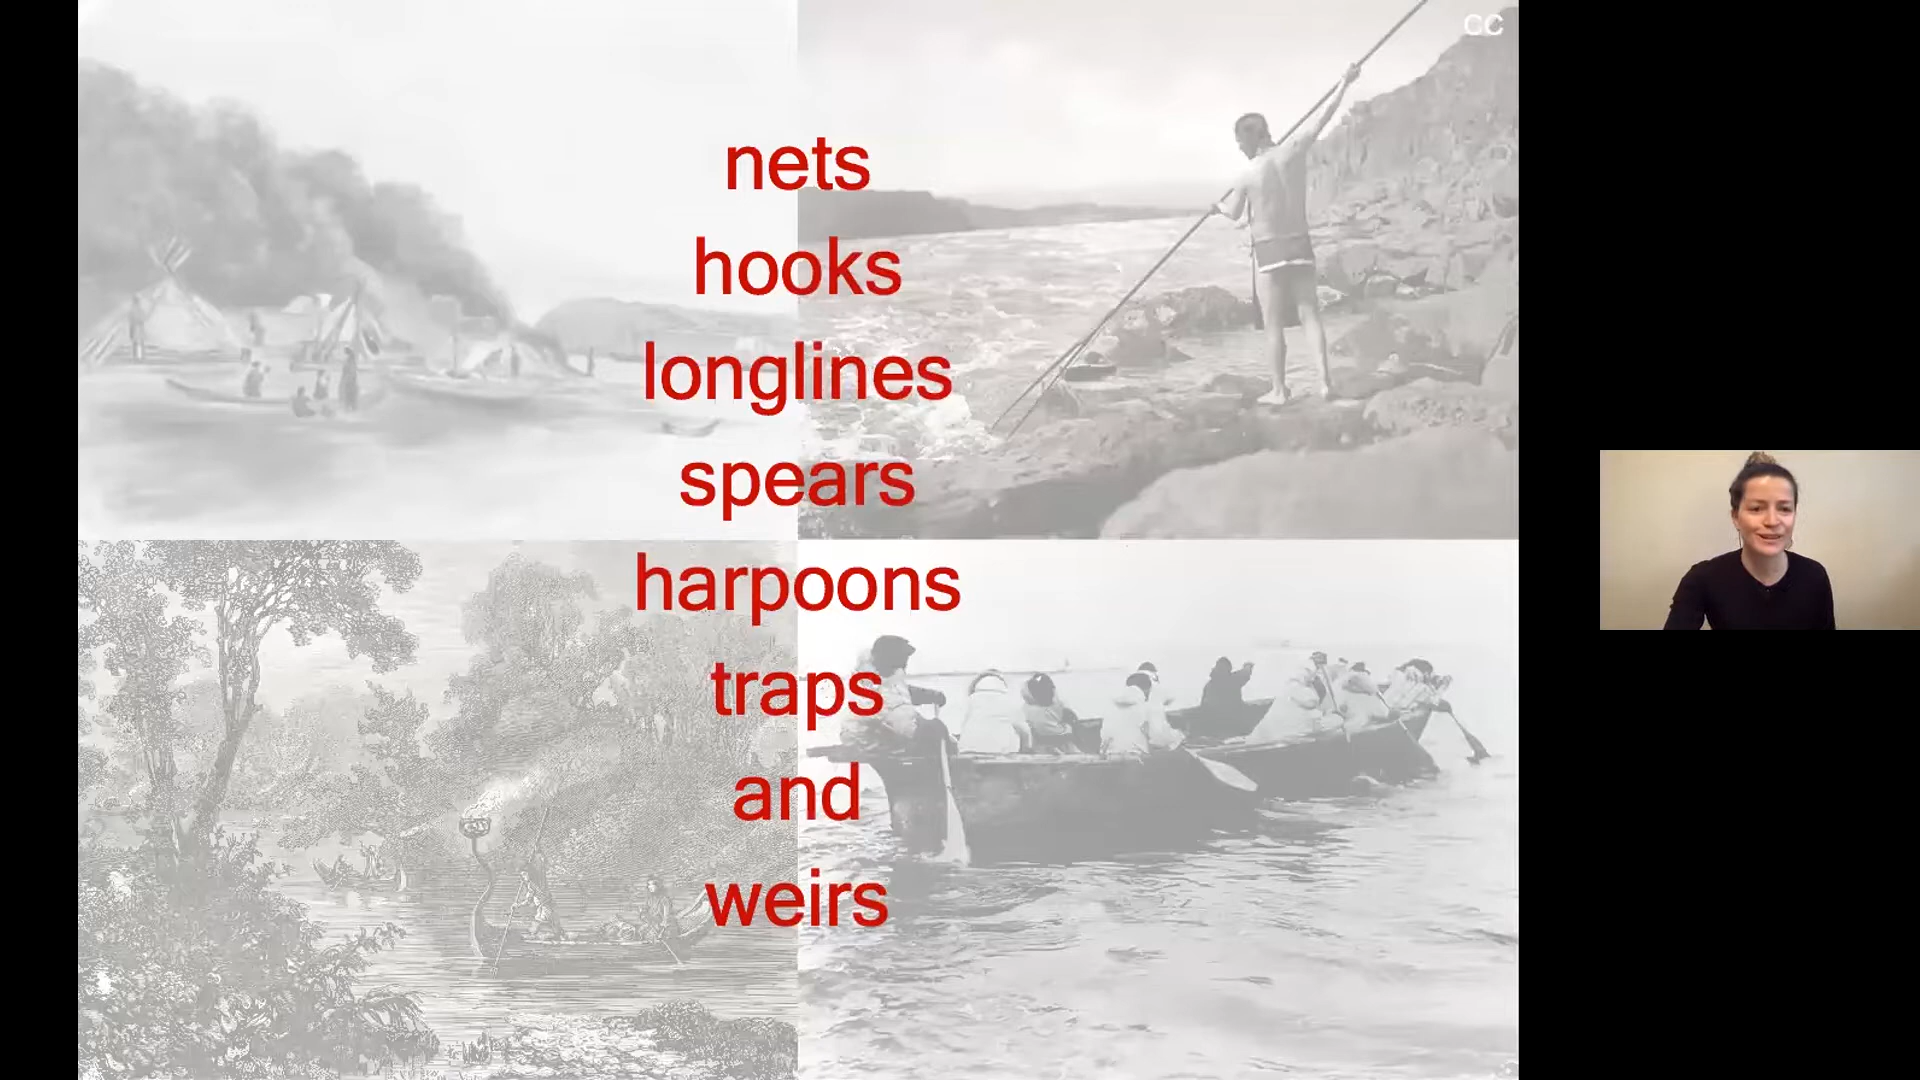 CC
nets
hooks
longlines
spears
harpoons
traps
and
weirs